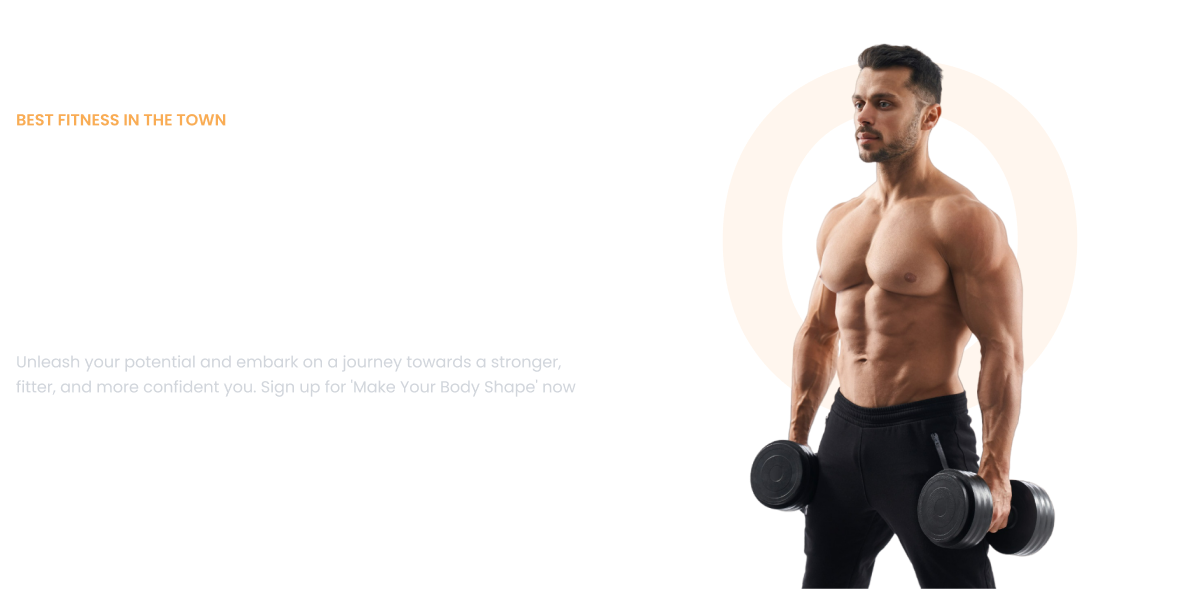 BEST FITNESS IN THE TOWN
Unleash your potential and embark on a journey towards a stronger,
fitter, and more confident you. Sign up for 'Make Your Body Shape' now